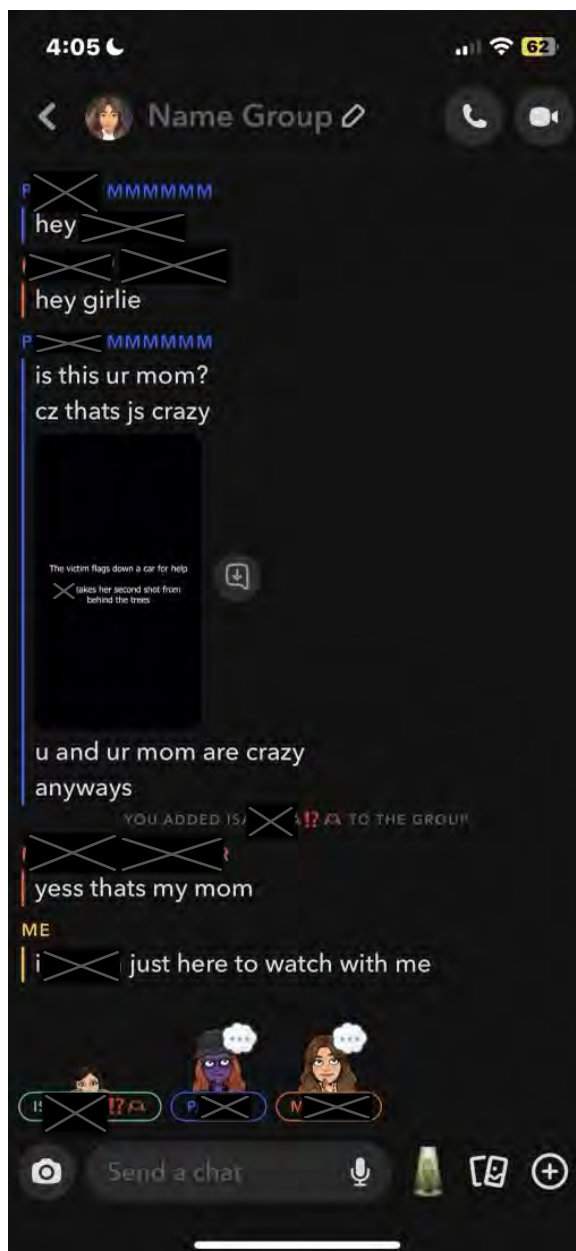 4:05
62
Name Group
P MMMMMM
hey
hey girlie
P MMMMMM
is this ur mom?
cz thats js crazy
The victim flags down a car for help
takes her second shot from
behind the trees
u and ur mom are crazy
anyways
YOU ADDED ISA A⁉️🫶 TO THE GROUP
R
yess thats my mom
ME
i just here to watch with me
IS ⁉️🫶
P
M
Send a chat